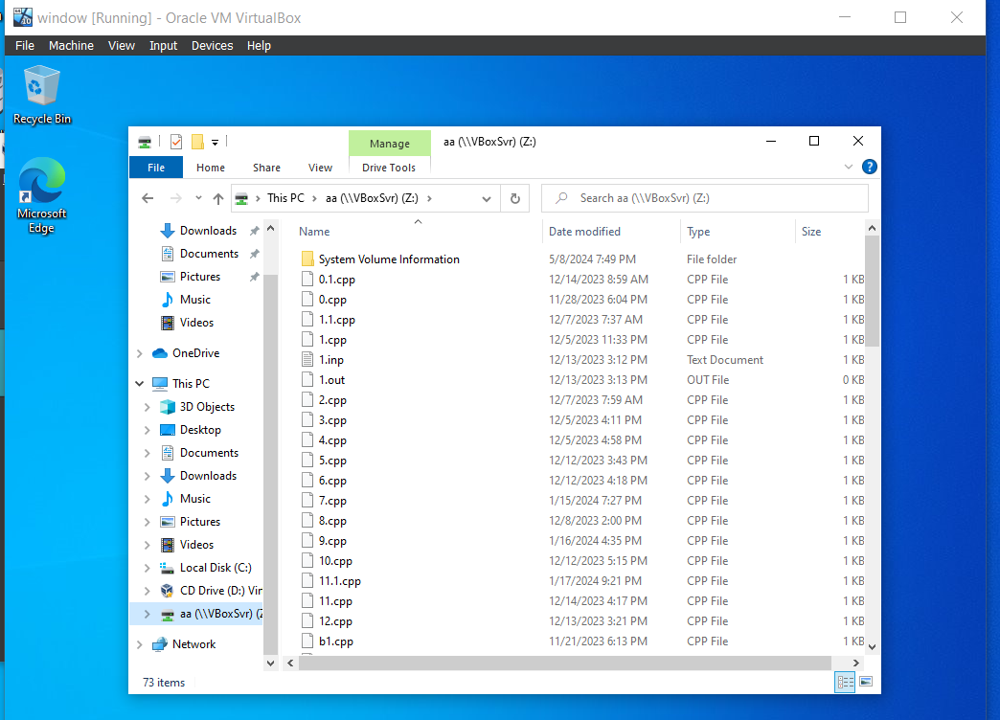 window [Running] - Oracle VM VirtualBox
File Machine View Input Devices Help
Recycle Bin
Microsoft
Edge
Manage aa (\\VBoxSvr) (Z:)
File Home Share View Drive Tools
This PC aa (\\VBoxSvr) (Z:) Search aa (\\VBoxSvr) (Z:)
Downloads
Documents
Pictures
Music
Videos
OneDrive
This PC
3D Objects
Desktop
Documents
Downloads
Music
Pictures
Videos
Local Disk (C:)
CD Drive (D:) Vir
aa (\\VBoxSvr) (Z
Network
Name Date modified Type Size
System Volume Information 5/8/2024 7:49 PM File folder
0.1.cpp 12/14/2023 8:59 AM CPP File 1 KB
0.cpp 11/28/2023 6:04 PM CPP File 1 KB
1.1.cpp 12/7/2023 7:37 AM CPP File 1 KB
1.cpp 12/5/2023 11:33 PM CPP File 1 KB
1.inp 12/13/2023 3:12 PM Text Document 1 KB
1.out 12/13/2023 3:13 PM OUT File 0 KB
2.cpp 12/7/2023 7:59 AM CPP File 1 KB
3.cpp 12/5/2023 4:11 PM CPP File 1 KB
4.cpp 12/5/2023 4:58 PM CPP File 1 KB
5.cpp 12/12/2023 3:43 PM CPP File 1 KB
6.cpp 12/12/2023 4:18 PM CPP File 1 KB
7.cpp 1/15/2024 7:27 PM CPP File 1 KB
8.cpp 12/8/2023 2:00 PM CPP File 1 KB
9.cpp 1/16/2024 4:35 PM CPP File 1 KB
10.cpp 12/12/2023 5:15 PM CPP File 1 KB
11.1.cpp 1/17/2024 9:21 PM CPP File 1 KB
11.cpp 12/14/2023 4:17 PM CPP File 1 KB
12.cpp 12/13/2023 3:21 PM CPP File 1 KB
b1.cpp 11/21/2023 6:13 PM CPP File 1 KB
73 items